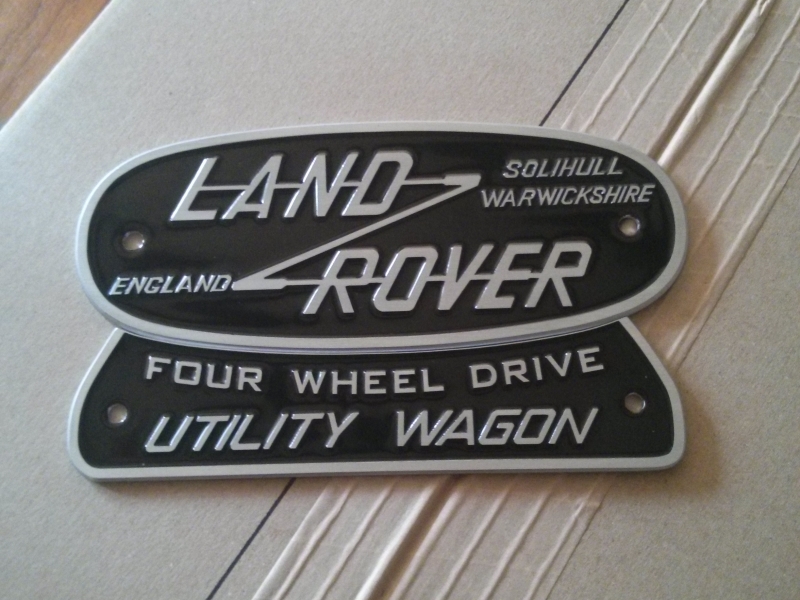 LAND
SOLIHULL
WARWICKSHIRE
ENGLAND
ROVER
FOUR WHEEL DRIVE
UTILITY WAGON